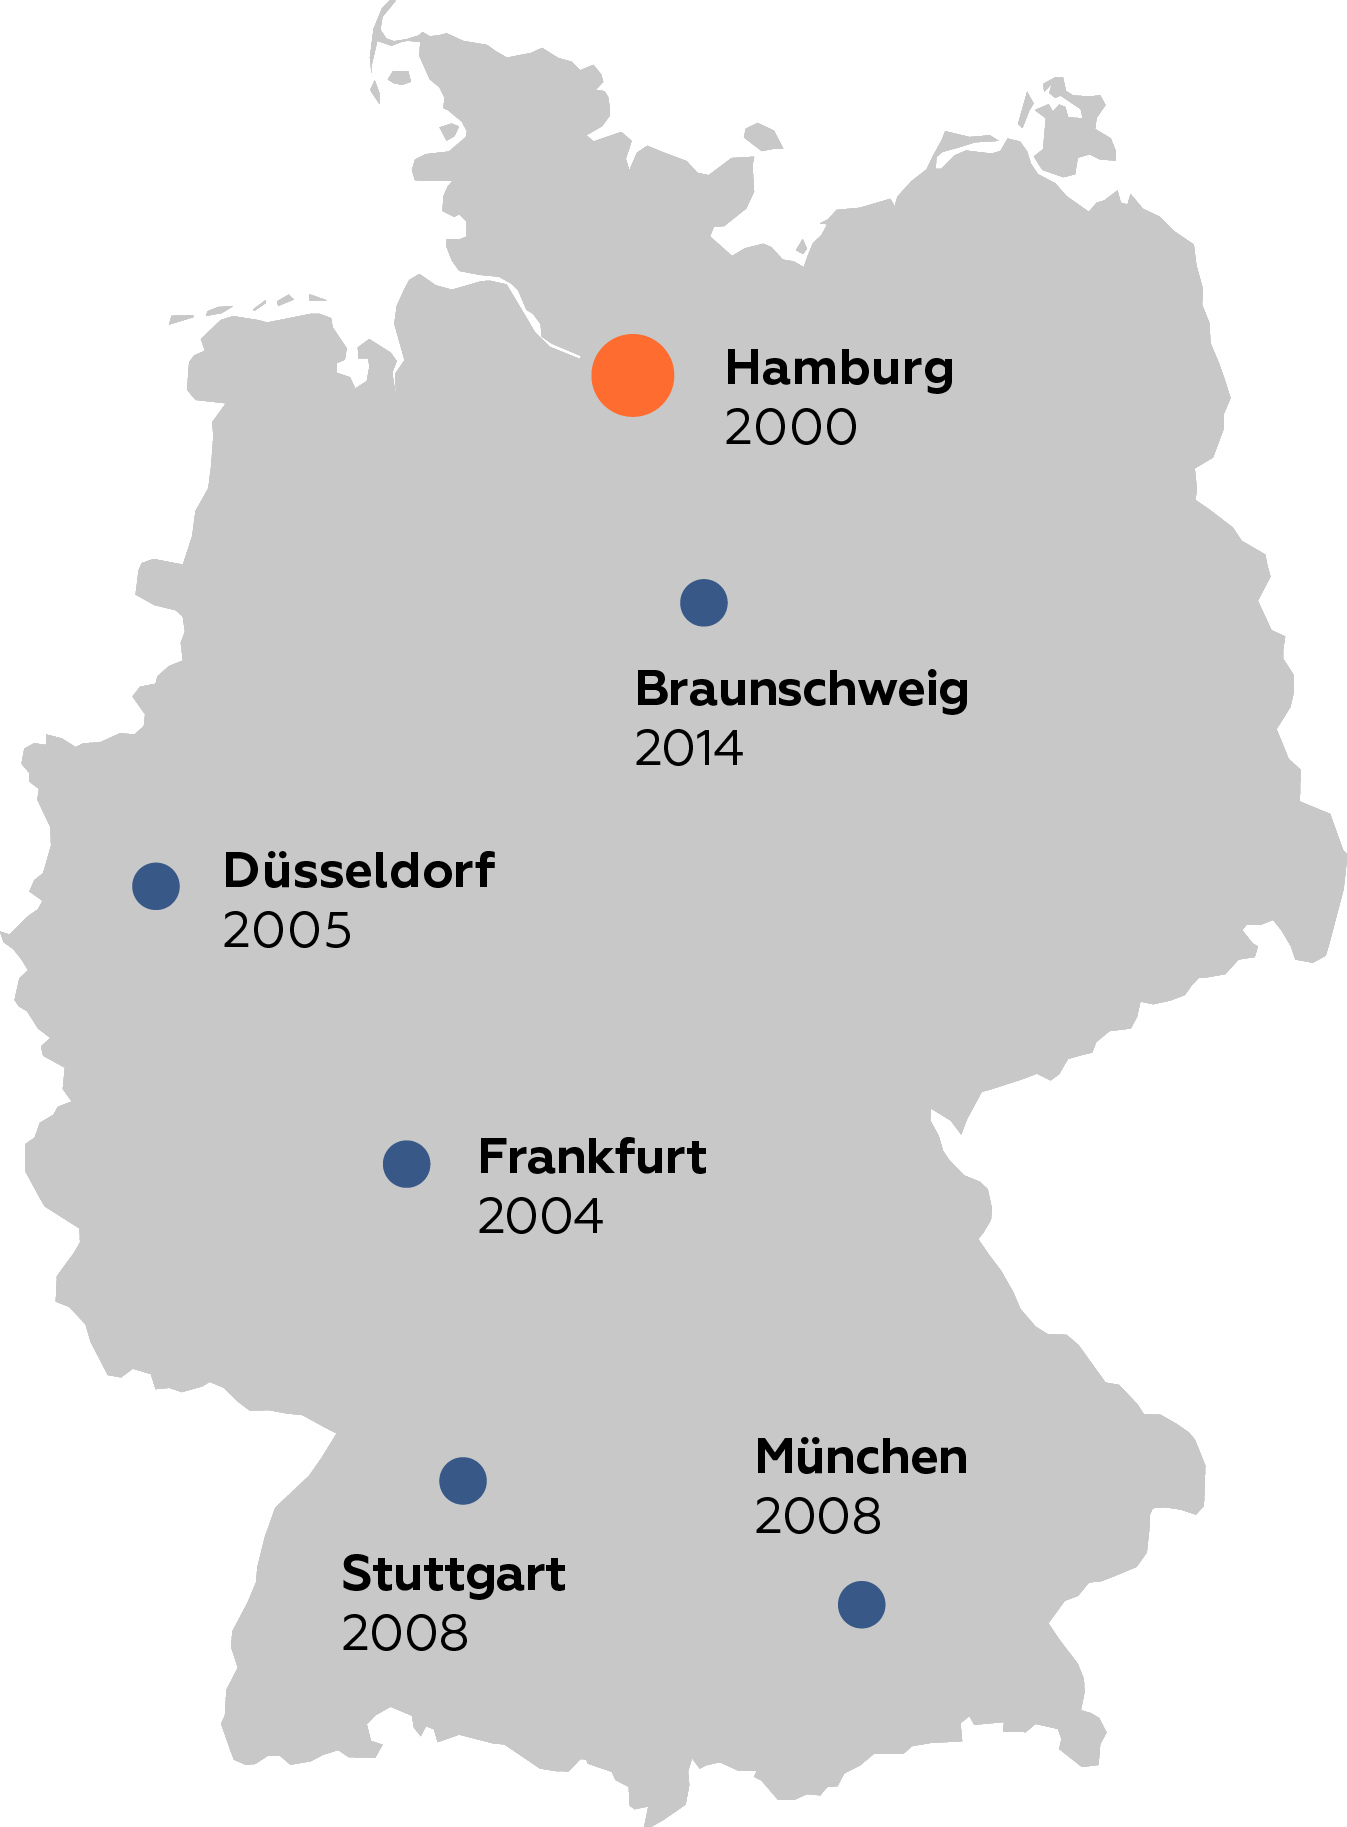 Hamburg
2000
Braunschweig
2014
Düsseldorf
2005
Frankfurt
2004
München
2008
Stuttgart
2008